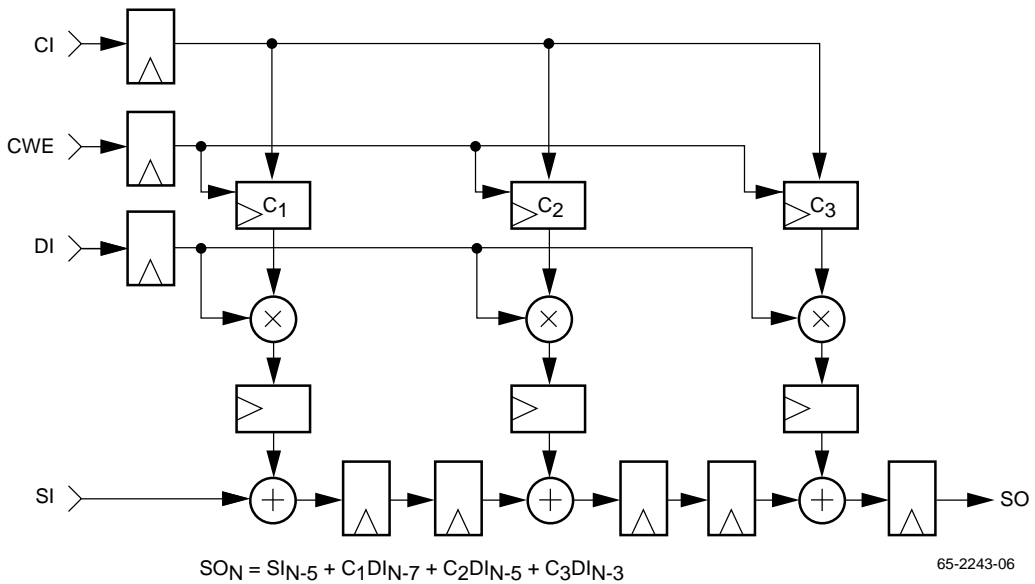 CI
CWE
C1 C2 C3
DI
× × ×
SI + + + SO
SON = SIN-5 + C1DIN-7 + C2DIN-5 + C3DIN-3
65-2243-06